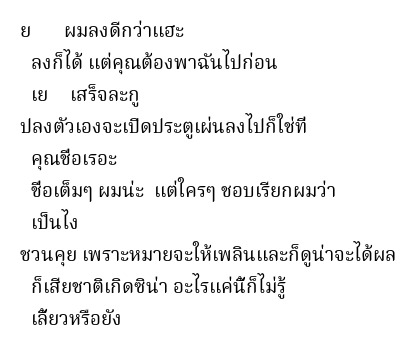 ย      ผมลงดีกว่าแฮะ
ลงก็ได้ แต่คุณต้องพาฉันไปก่อน
เย    เสร็จละกู
ปลงตัวเองจะเปิดประตูเผ่นลงไปก็ใช่ที
คุณชือเรอะ
ชือเต็มๆ ผมน่ะ  แต่ใครๆ ชอบเรียกผมว่า
เป็นไง
ชวนคุย เพราะหมายจะให้เพลินและก็ดูน่าจะได้ผล
ก็เสียชาติเกิดซิน่า อะไรแค่นี้ก็ไม่รู้
เลี้ยวหรือยัง